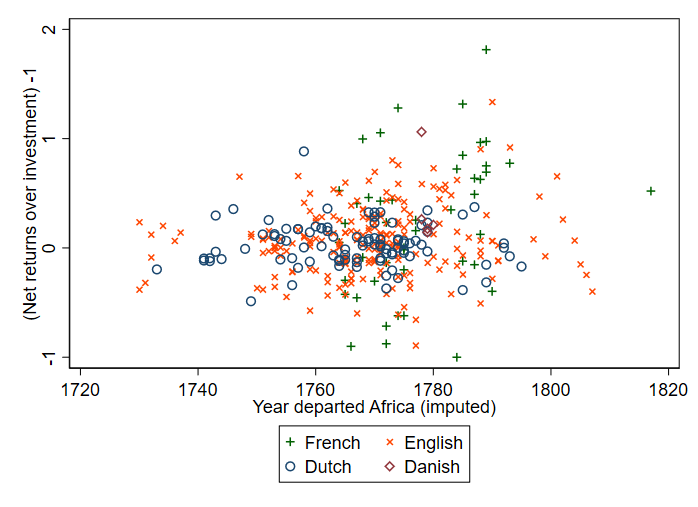 (Net returns over investment) -1
2
1
0
-1
1720 1740 1760 1780 1800 1820
Year departed Africa (imputed)
French English
Dutch Danish